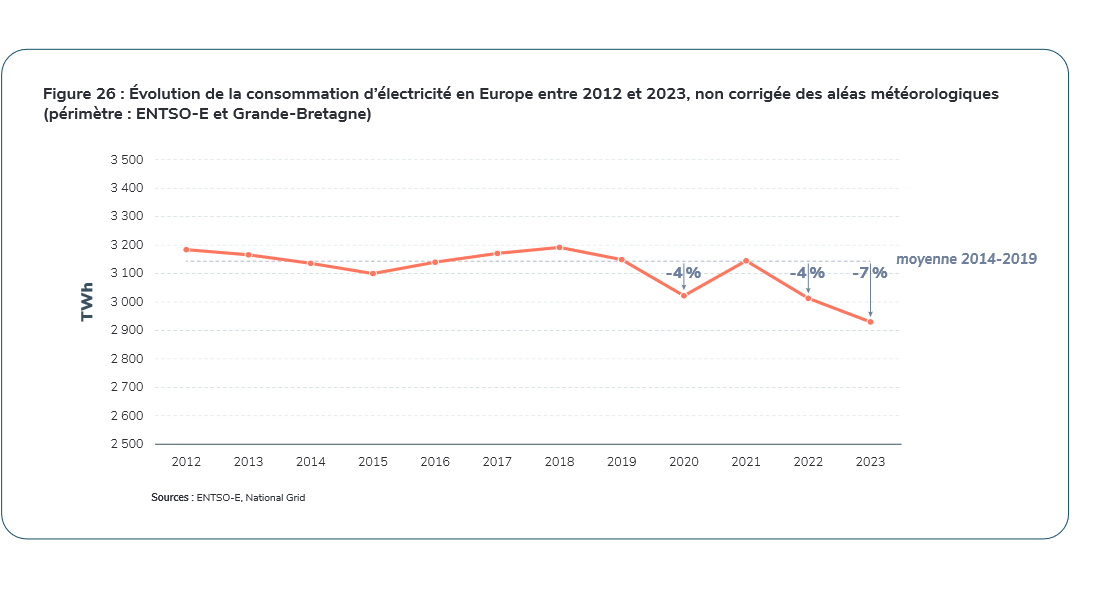 Figure 26 : Évolution de la consommation d'électricité en Europe entre 2012 et 2023, non corrigée des aléas météorologiques
(périmètre : ENTSO-E et Grande-Bretagne)
TWh
3 500
3 400
3 300
3 200
3 100
3 000
2 900
2 800
2 700
2 600
2 500
moyenne 2014-2019
-4 %
-4 %
-7 %
2012 2013 2014 2015 2016 2017 2018 2019 2020 2021 2022 2023
Sources : ENTSO-E, National Grid